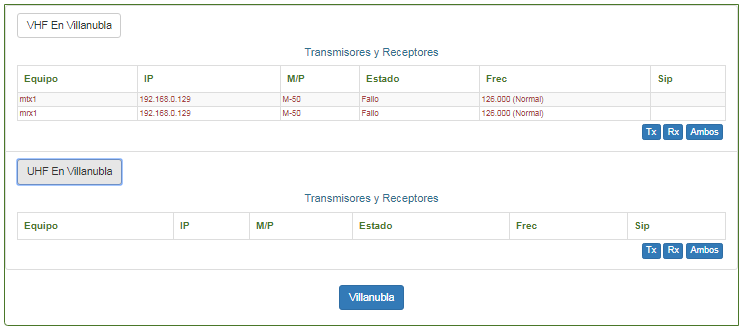 VHF En Villanubla
Transmisores y Receptores
Equipo IP M/P Estado Frec Sip
mtx1 192.168.0.129 M-50 Fallo 126.000 (Normal)
mrx1 192.168.0.129 M-50 Fallo 126.000 (Normal)
Tx Rx Ambos
UHF En Villanubla
Transmisores y Receptores
Equipo IP M/P Estado Frec Sip
Tx Rx Ambos
Villanubla